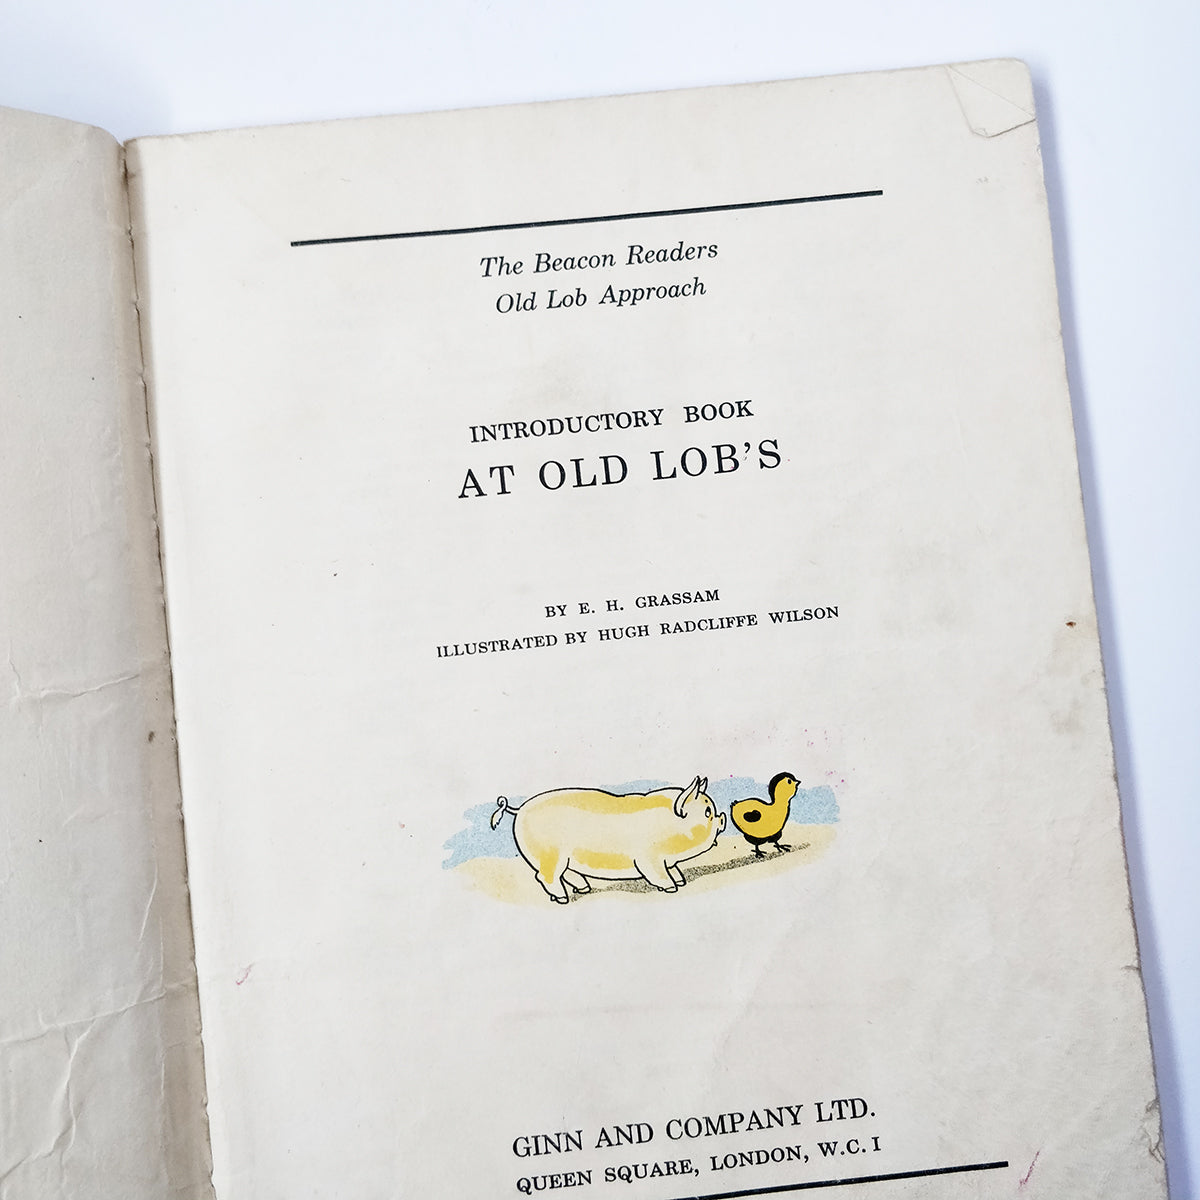 The Beacon Readers
Old Lob Approach
INTRODUCTORY BOOK
AT OLD LOB'S
BY E. H. GRASSAM
ILLUSTRATED BY HUGH RADCLIFFE WILSON
GINN AND COMPANY LTD.
QUEEN SQUARE, LONDON, W.C. I